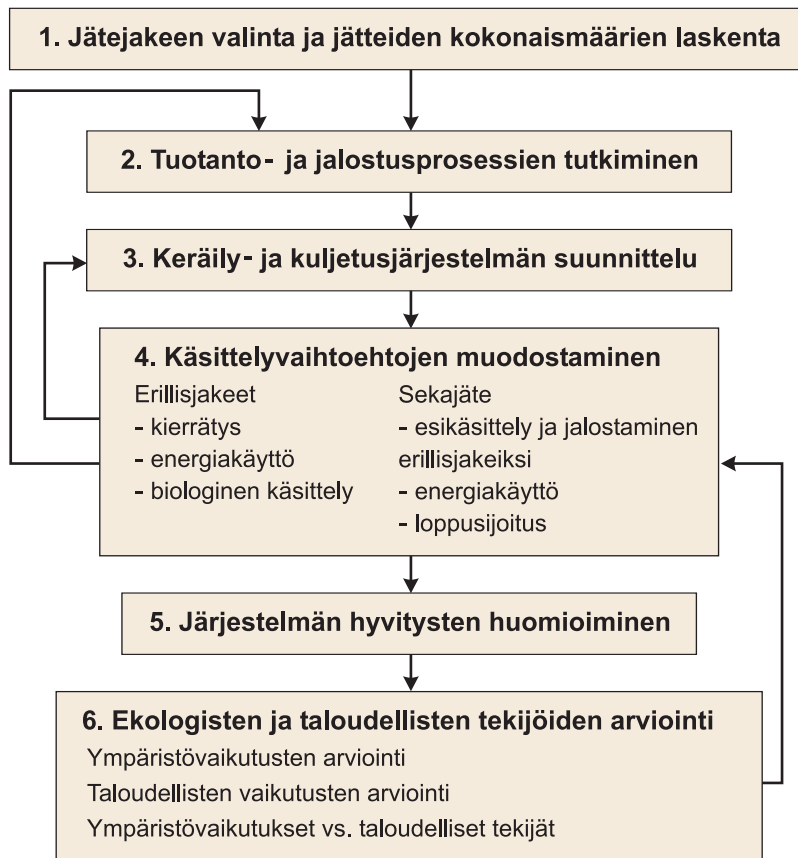 1. Jätejakeen valinta ja jätteiden kokonaismäärien laskenta
2. Tuotanto- ja jalostusprosessien tutkiminen
3. Keräily- ja kuljetusjärjestelmän suunnittelu
4. Käsittelyvaihtoehtojen muodostaminen
Erillisjakeet
- kierrätys
- energiakäyttö
- biologinen käsittely
Sekajäte
- esikäsittely ja jalostaminen
erillisjakeiksi
- energiakäyttö
- loppusijoitus
5. Järjestelmän hyvitysten huomioiminen
6. Ekologisten ja taloudellisten tekijöiden arviointi
Ympäristövaikutusten arviointi
Taloudellisten vaikutusten arviointi
Ympäristövaikutukset vs. taloudelliset tekijät